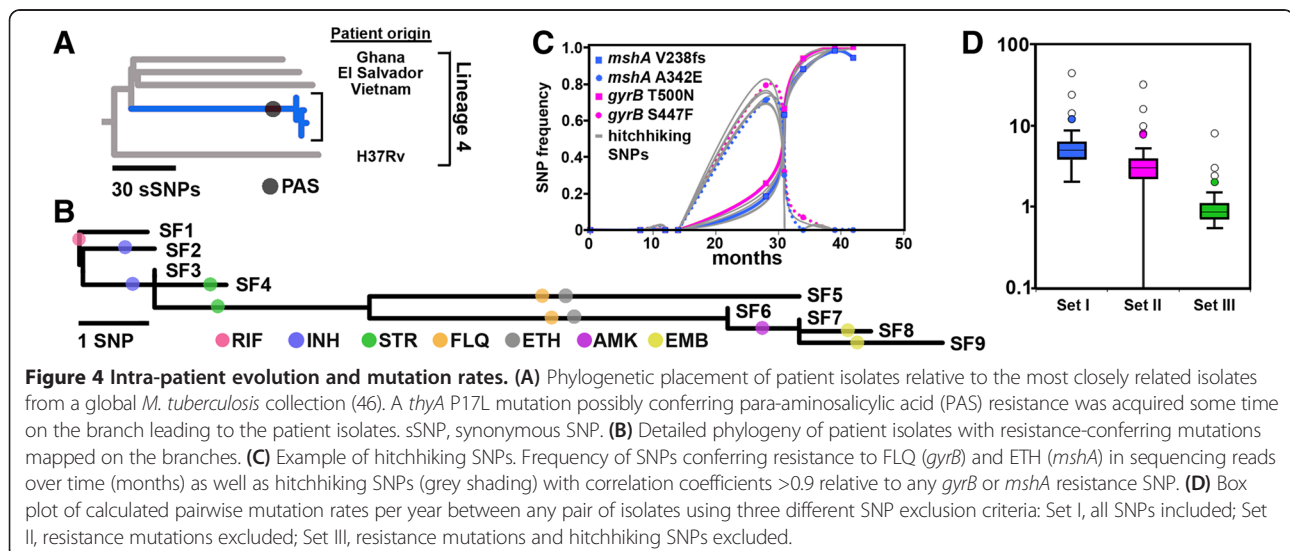 A
Patient origin
Ghana
El Salvador
Vietnam
H37Rv
Lineage 4
30 sSNPs
PAS
B
SF1
SF2
SF3
SF4
SF5
SF6
SF7
SF8
SF9
1 SNP
RIF
INH
STR
FLQ
ETH
AMK
EMB
C
SNP frequency
1.0
0.8
0.6
0.4
0.2
0
0
10
20
30
40
50
months
mshA V238fs
mshA A342E
gyrB T500N
gyrB S447F
hitchhiking
SNPs
D
100
10
1
0.1
Set I
Set II
Set III
Figure 4 Intra-patient evolution and mutation rates. (A) Phylogenetic placement of patient isolates relative to the most closely related isolates
from a global M. tuberculosis collection (46). A thyA P17L mutation possibly conferring para-aminosalicylic acid (PAS) resistance was acquired some time
on the branch leading to the patient isolates. sSNP, synonymous SNP. (B) Detailed phylogeny of patient isolates with resistance-conferring mutations
mapped on the branches. (C) Example of hitchhiking SNPs. Frequency of SNPs conferring resistance to FLQ (gyrB) and ETH (mshA) in sequencing reads
over time (months) as well as hitchhiking SNPs (grey shading) with correlation coefficients >0.9 relative to any gyrB or mshA resistance SNP. (D) Box
plot of calculated pairwise mutation rates per year between any pair of isolates using three different SNP exclusion criteria: Set I, all SNPs included; Set
II, resistance mutations excluded; Set III, resistance mutations and hitchhiking SNPs excluded.